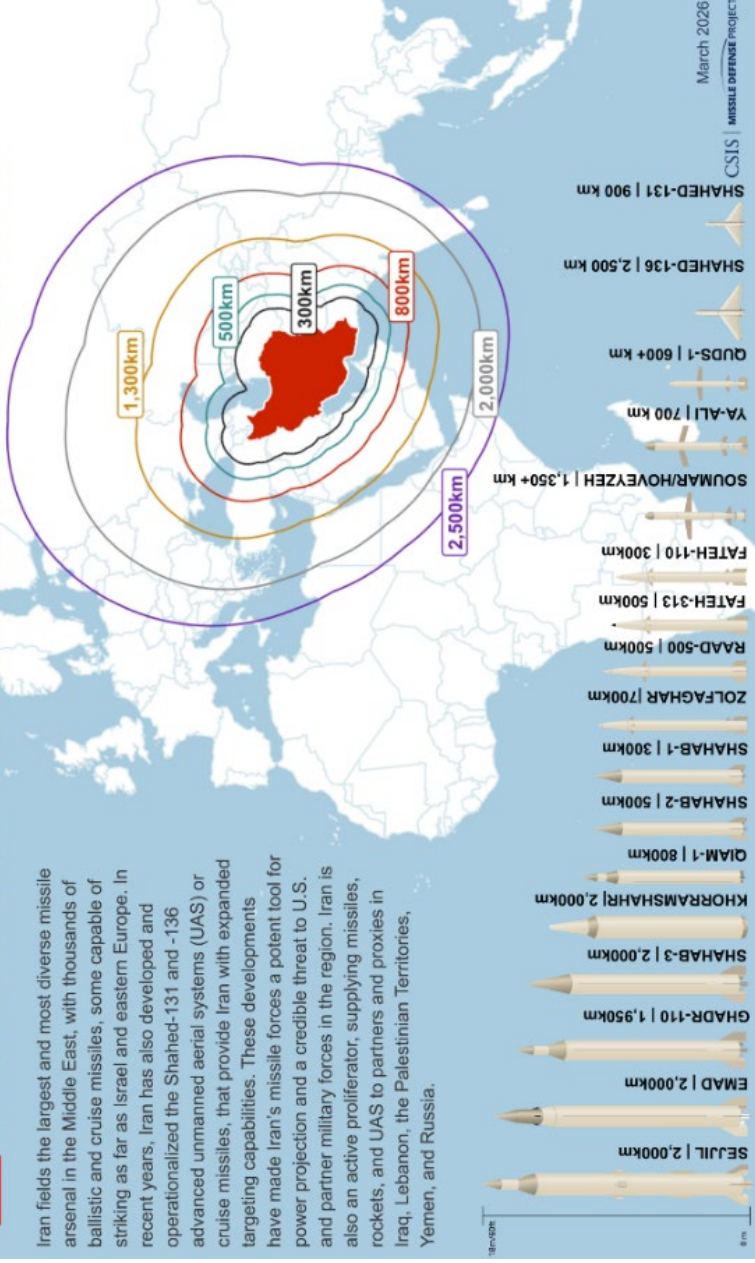 Iran fields the largest and most diverse missile
arsenal in the Middle East, with thousands of
ballistic and cruise missiles, some capable of
striking as far as Israel and eastern Europe. In
recent years, Iran has also developed and
operationalized the Shahed-131 and -136
advanced unmanned aerial systems (UAS) or
cruise missiles, that provide Iran with expanded
targeting capabilities. These developments
have made Iran's missile forces a potent tool for
power projection and a credible threat to U.S.
and partner military forces in the region. Iran is
also an active proliferator, supplying missiles,
rockets, and UAS to partners and proxies in
Iraq, Lebanon, the Palestinian Territories,
Yemen, and Russia.
1,300km
500km
300km
800km
2,000km
2,500km
18m/60ft
0 m
SEJJIL | 2,000km
EMAD | 2,000km
GHADR-110 | 1,950km
SHAHAB-3 | 2,000km
KHORRAMSHAHR| 2,000km
QIAM-1 | 800km
SHAHAB-2 | 500km
SHAHAB-1 | 300km
ZOLFAGHAR |700km
RAAD-500 | 500km
FATEH-313 | 500km
FATEH-110 | 300km
SOUMAR/HOVEYZEH | 1,350+ km
YA-ALI | 700 km
QUDS-1 | 600+ km
SHAHED-136 | 2,500 km
SHAHED-131 | 900 km
March 2026
CSIS | MISSILE DEFENSE PROJECT